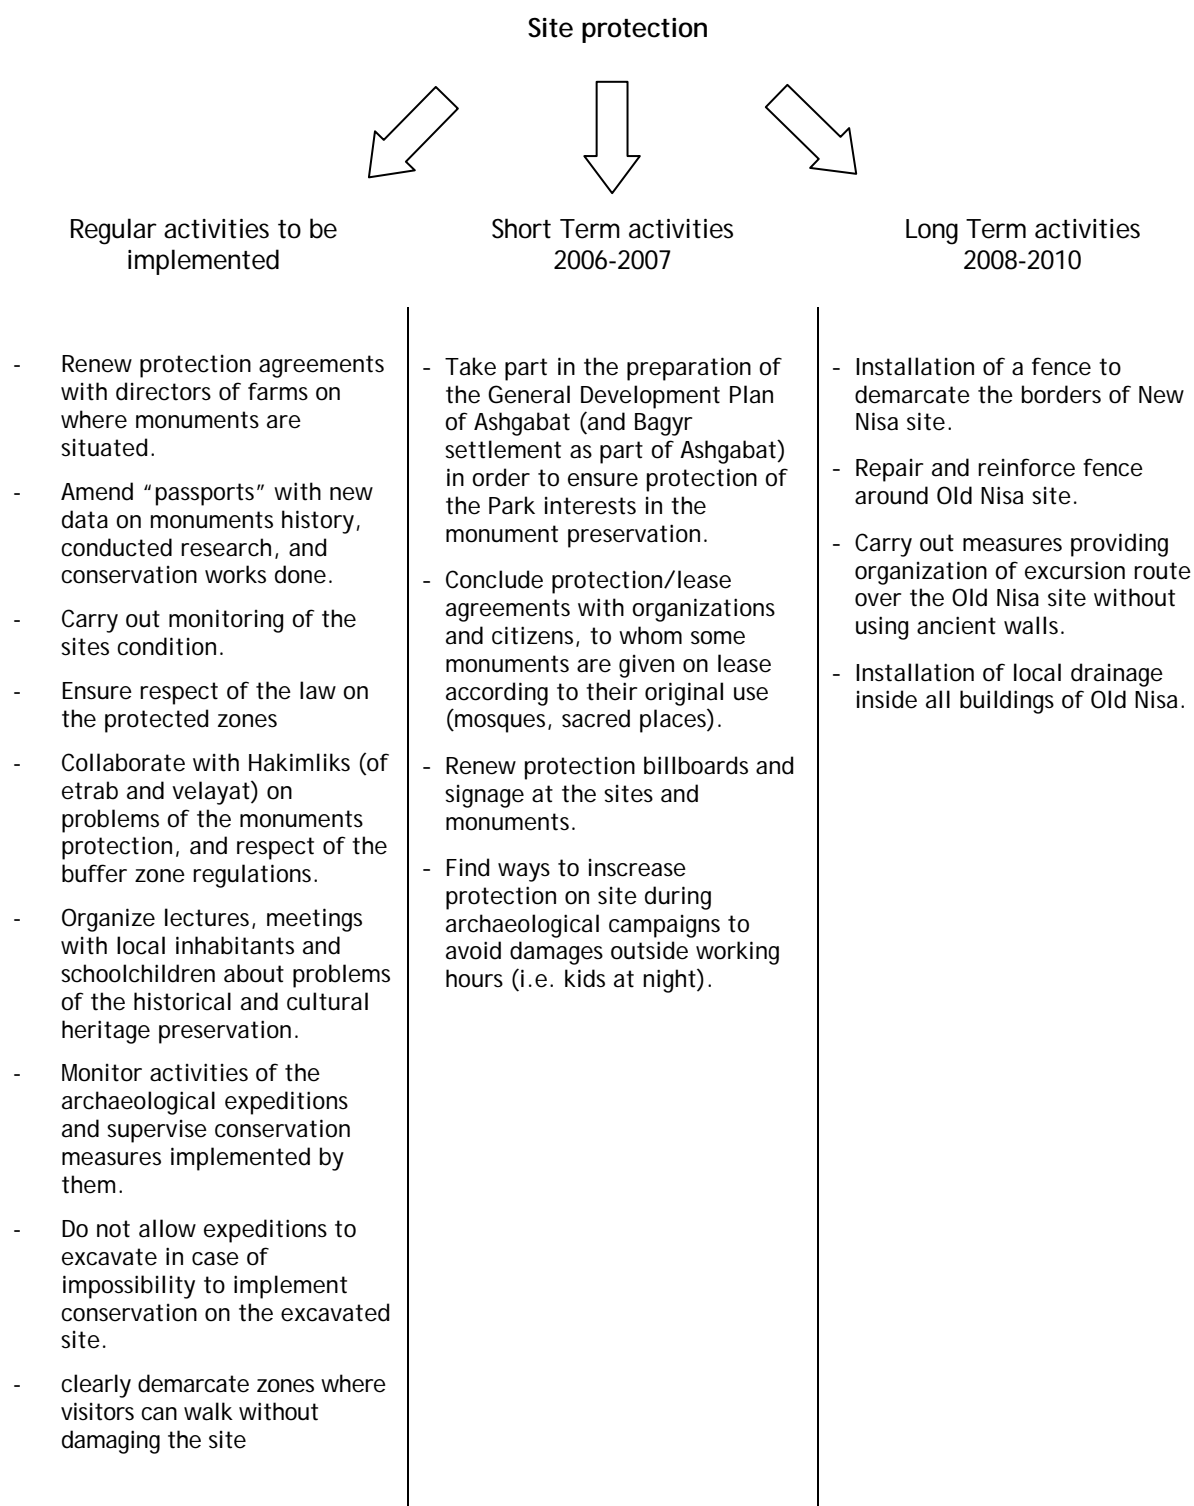 Site protection
Regular activities to be
implemented
Short Term activities
2006-2007
Long Term activities
2008-2010
- Renew protection agreements
with directors of farms on
where monuments are
situated.
- Amend “passports” with new
data on monuments history,
conducted research, and
conservation works done.
- Carry out monitoring of the
sites condition.
- Ensure respect of the law on
the protected zones
- Collaborate with Hakimliks (of
etrab and velayat) on
problems of the monuments
protection, and respect of the
buffer zone regulations.
- Organize lectures, meetings
with local inhabitants and
schoolchildren about problems
of the historical and cultural
heritage preservation.
- Monitor activities of the
archaeological expeditions
and supervise conservation
measures implemented by
them.
- Do not allow expeditions to
excavate in case of
impossibility to implement
conservation on the excavated
site.
- clearly demarcate zones where
visitors can walk without
damaging the site
- Take part in the preparation of
the General Development Plan
of Ashgabat (and Bagyr
settlement as part of Ashgabat)
in order to ensure protection of
the Park interests in the
monument preservation.
- Conclude protection/lease
agreements with organizations
and citizens, to whom some
monuments are given on lease
according to their original use
(mosques, sacred places).
- Renew protection billboards and
signage at the sites and
monuments.
- Find ways to inscrease
protection on site during
archaeological campaigns to
avoid damages outside working
hours (i.e. kids at night).
- Installation of a fence to
demarcate the borders of New
Nisa site.
- Repair and reinforce fence
around Old Nisa site.
- Carry out measures providing
organization of excursion route
over the Old Nisa site without
using ancient walls.
- Installation of local drainage
inside all buildings of Old Nisa.